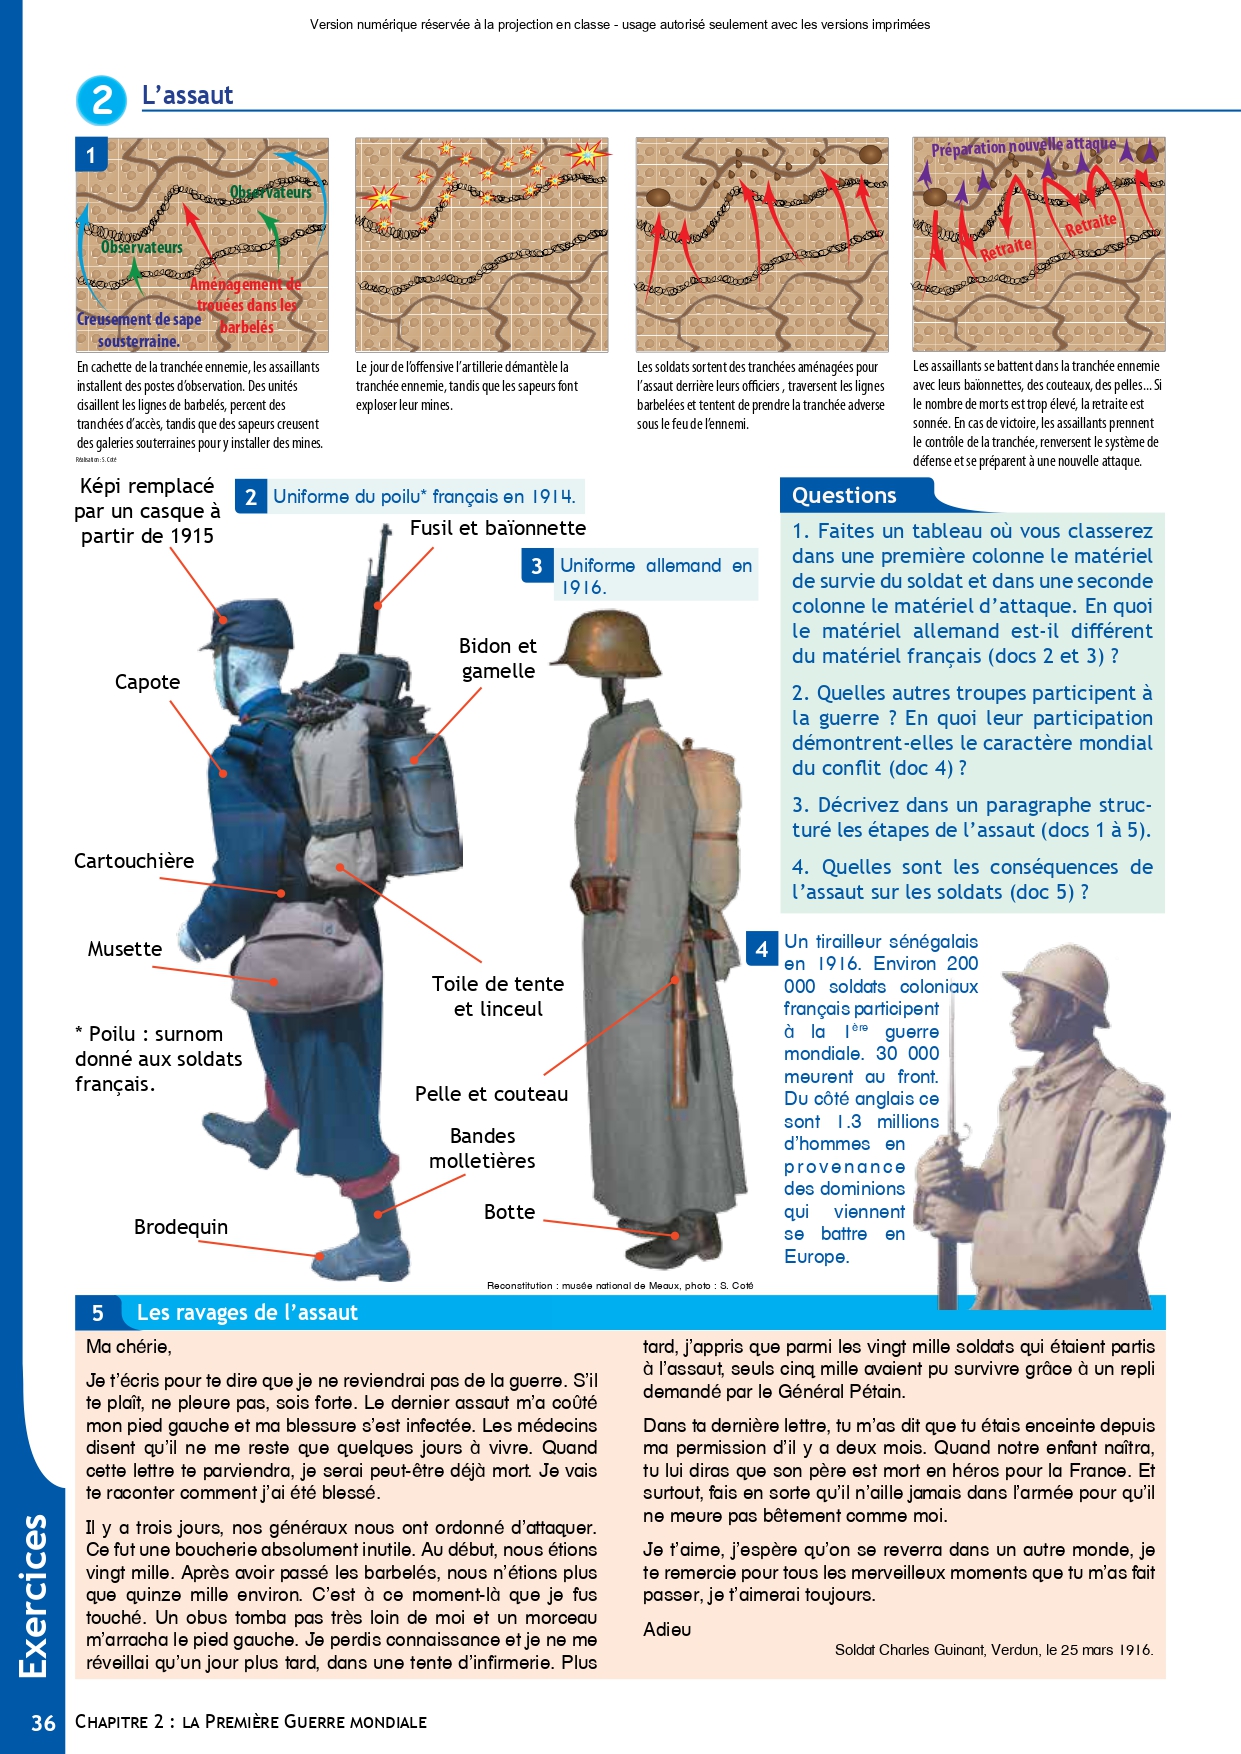 Version numérique réservée à la projection en classe - usage autorisé seulement avec les versions imprimées
2
L'assaut
1
Observateurs
Observateurs
Aménagement de
trouées dans les
barbelés
Creusement de sape
sousterraine.
Préparation nouvelle attaque
Retraite
Retraite
En cachette de la tranchée ennemie, les assaillants
installent des postes d'observation. Des unités
cisaillent les lignes de barbelés, percent des
tranchées d'accès, tandis que des sapeurs creusent
des galeries souterraines pour y installer des mines.
Réalisation : S. Coté
Le jour de l'offensive l'artillerie démantèle la
tranchée ennemie, tandis que les sapeurs font
exploser leur mines.
Les soldats sortent des tranchées aménagées pour
l'assaut derrière leurs officiers , traversent les lignes
barbelées et tentent de prendre la tranchée adverse
sous le feu de l'ennemi.
Les assaillants se battent dans la tranchée ennemie
avec leurs baïonnettes, des couteaux, des pelles... Si
le nombre de morts est trop élevé, la retraite est
sonnée. En cas de victoire, les assaillants prennent
le contrôle de la tranchée, renversent le système de
défense et se préparent à une nouvelle attaque.
Képi remplacé
par un casque à
partir de 1915
2
Uniforme du poilu* français en 1914.
Fusil et baïonnette
3
Uniforme allemand en
1916.
Bidon et
gamelle
Capote
Cartouchière
Musette
Toile de tente
et linceul
* Poilu : surnom
donné aux soldats
français.
Pelle et couteau
Bandes
molletières
Botte
Brodequin
Reconstitution : musée national de Meaux, photo : S. Coté
Questions
1. Faites un tableau où vous classerez
dans une première colonne le matériel
de survie du soldat et dans une seconde
colonne le matériel d'attaque. En quoi
le matériel allemand est-il différent
du matériel français (docs 2 et 3) ?
2. Quelles autres troupes participent à
la guerre ? En quoi leur participation
démontrent-elles le caractère mondial
du conflit (doc 4) ?
3. Décrivez dans un paragraphe struc-
turé les étapes de l'assaut (docs 1 à 5).
4. Quelles sont les conséquences de
l'assaut sur les soldats (doc 5) ?
4
Un tirailleur sénégalais
en 1916. Environ 200
000 soldats coloniaux
français participent
à la Ière guerre
mondiale. 30 000
meurent au front.
Du côté anglais ce
sont 1.3 millions
d'hommes en
provenance
des dominions
qui viennent
se battre en
Europe.
5
Les ravages de l'assaut
Ma chérie,
Je t'écris pour te dire que je ne reviendrai pas de la guerre. S'il
te plaît, ne pleure pas, sois forte. Le dernier assaut m'a coûté
mon pied gauche et ma blessure s'est infectée. Les médecins
disent qu'il ne me reste que quelques jours à vivre. Quand
cette lettre te parviendra, je serai peut-être déjà mort. Je vais
te raconter comment j'ai été blessé.
Il y a trois jours, nos généraux nous ont ordonné d'attaquer.
Ce fut une boucherie absolument inutile. Au début, nous étions
vingt mille. Après avoir passé les barbelés, nous n'étions plus
que quinze mille environ. C'est à ce moment-là que je fus
touché. Un obus tomba pas très loin de moi et un morceau
m'arracha le pied gauche. Je perdis connaissance et je ne me
réveillai qu'un jour plus tard, dans une tente d'infirmerie. Plus
tard, j'appris que parmi les vingt mille soldats qui étaient partis
à l'assaut, seuls cinq mille avaient pu survivre grâce à un repli
demandé par le Général Pétain.
Dans ta dernière lettre, tu m'as dit que tu étais enceinte depuis
ma permission d'il y a deux mois. Quand notre enfant naîtra,
tu lui diras que son père est mort en héros pour la France. Et
surtout, fais en sorte qu'il n'aille jamais dans l'armée pour qu'il
ne meure pas bêtement comme moi.
Je t'aime, j'espère qu'on se reverra dans un autre monde, je
te remercie pour tous les merveilleux moments que tu m'as fait
passer, je t'aimerai toujours.
Adieu
Soldat Charles Guinant, Verdun, le 25 mars 1916.
Exercices
36
CHAPITRE 2 : LA PREMIÈRE GUERRE MONDIALE